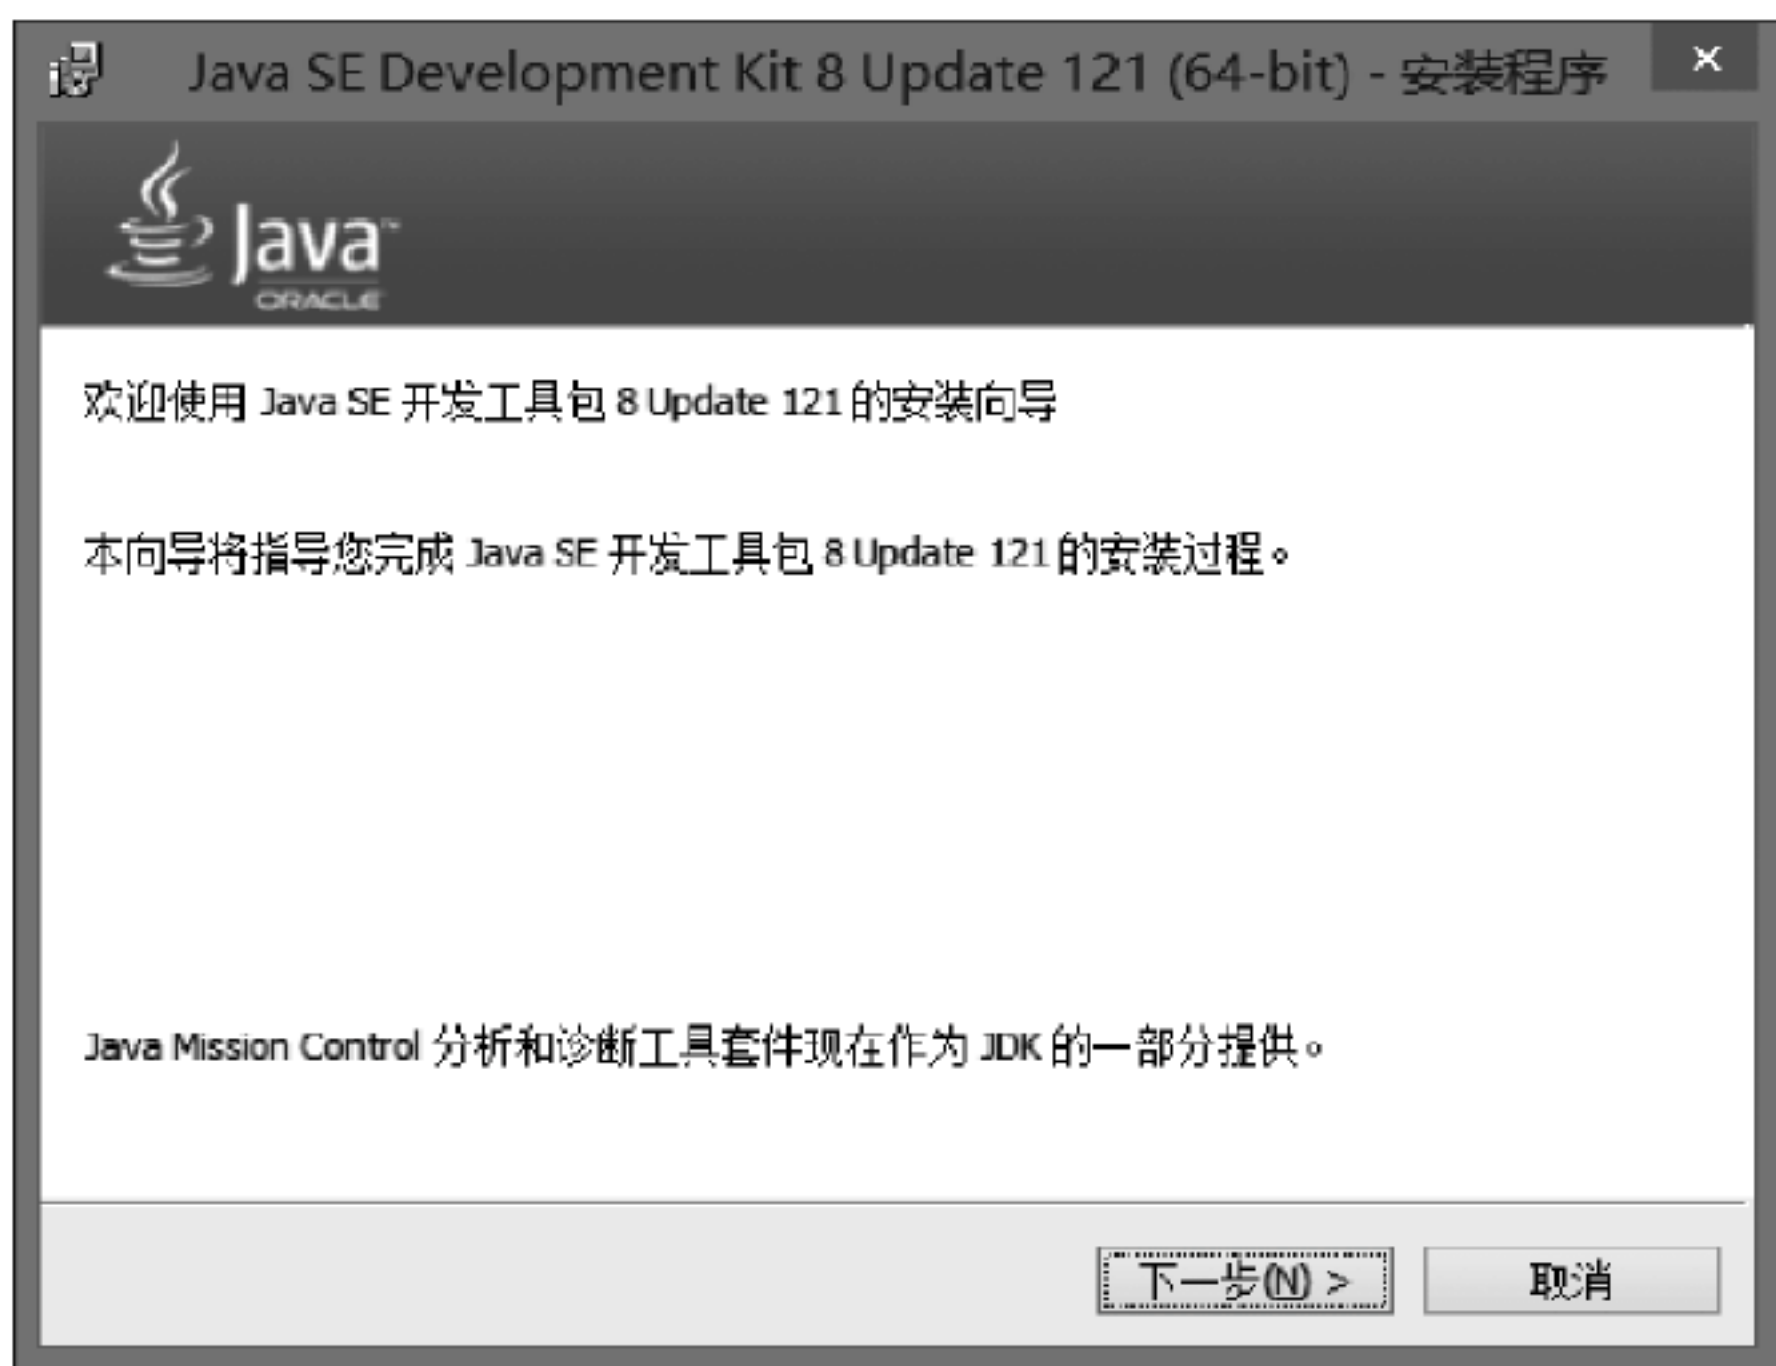 Java SE Development Kit 8 Update 121 (64-bit) - 安装程序
Java™
ORACLE
欢迎使用 Java SE 开发工具包 8 Update 121 的安装向导
本向导将指导您完成 Java SE 开发工具包 8 Update 121 的安装过程。
Java Mission Control 分析和诊断工具套件现在作为 JDK 的一部分提供。
下一步(N) >
取消